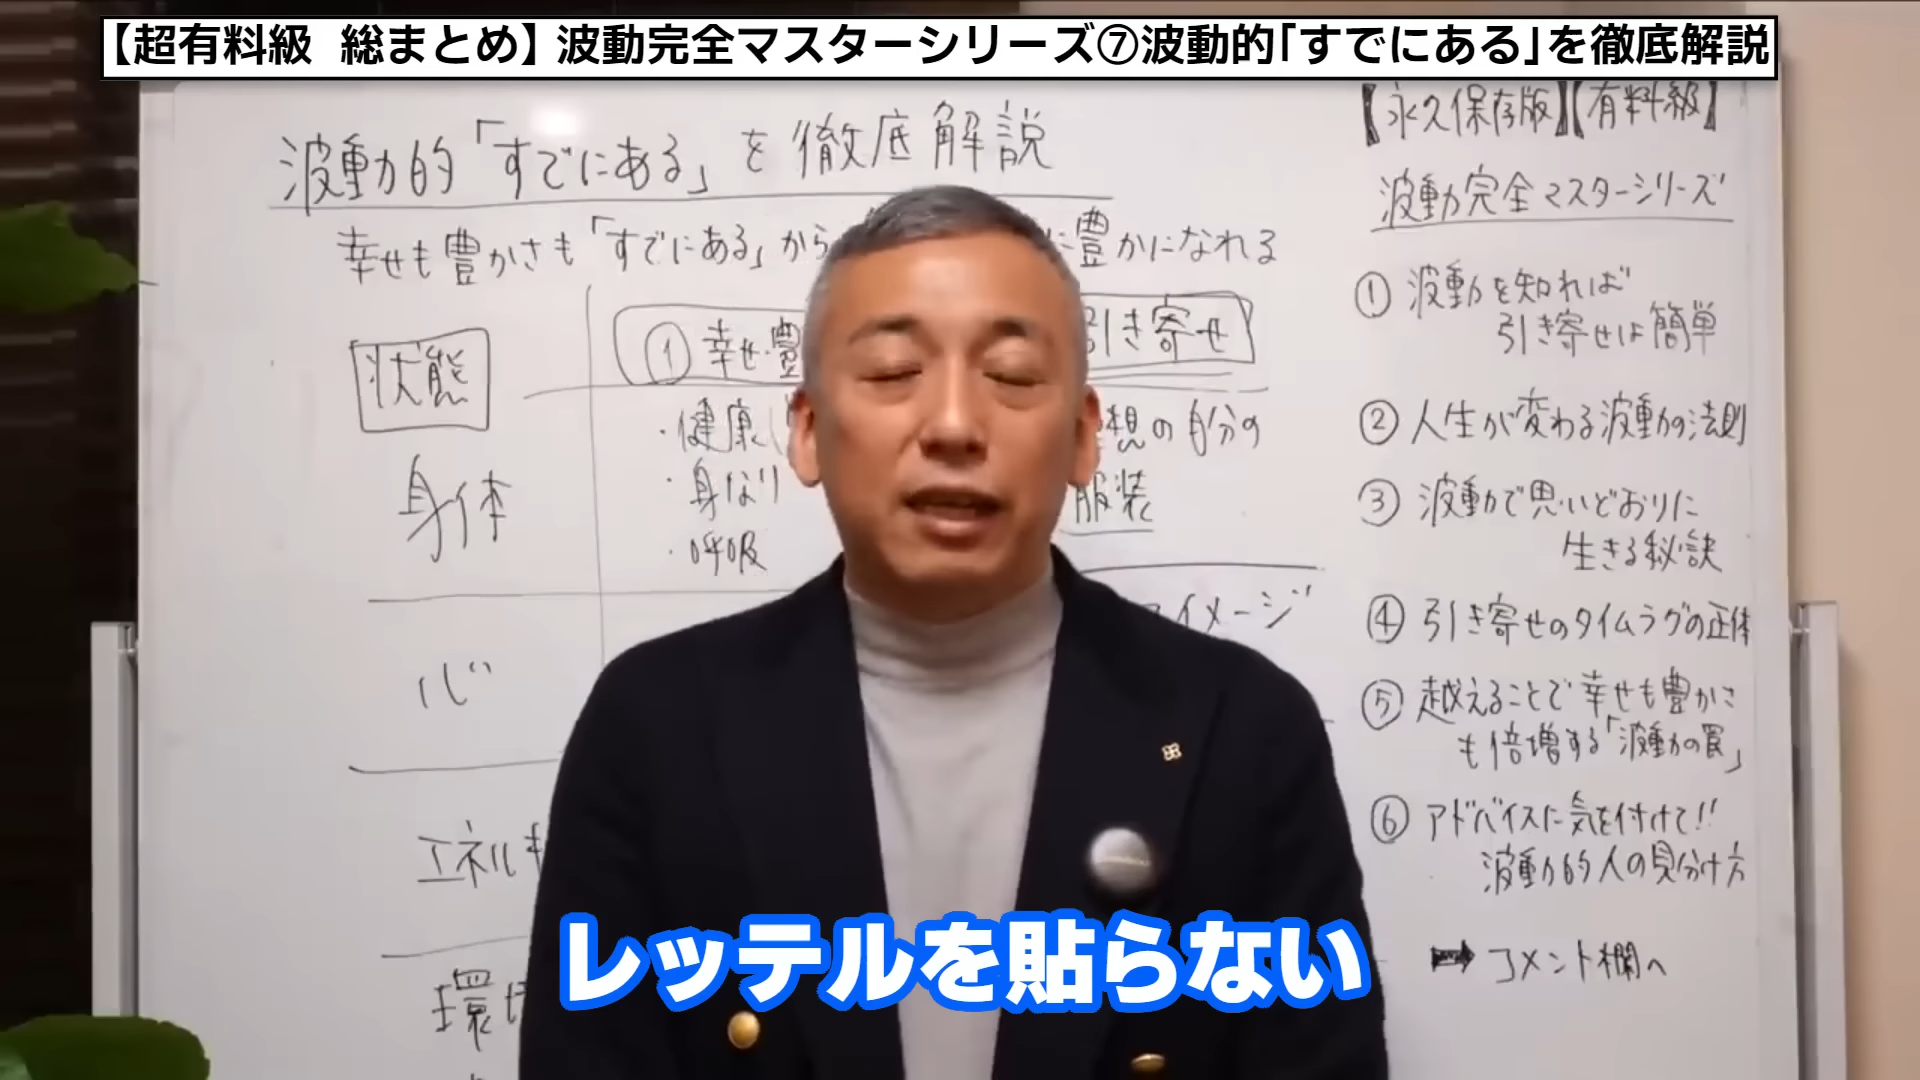 【超有料級 総まとめ】波動完全マスターシリーズ⑦波動的「すでにある」を徹底解説
波動的「すでにある」を徹底解説
幸せも豊かさも「すでにある」から
に豊かになれる
状態
① 幸せ・豊
引き寄せ
身体
・健康
・身なり
・呼吸
想の自分の
服装
心
イメージ
エネルギ
環境
【永久保存版】【有料級】
波動完全マスターシリーズ
① 波動を知れば
引き寄せは簡単
② 人生が変わる波動の法則
③ 波動で思いどおりに
生きる秘訣
④ 引き寄せのタイムラグの正体
⑤ 越えることで幸せも豊かさ
も倍増する「波動の罠」
⑥ アドバイスに気を付けて!!
波動的人の見分け方
➡ コメント欄へ
レッテルを貼らない